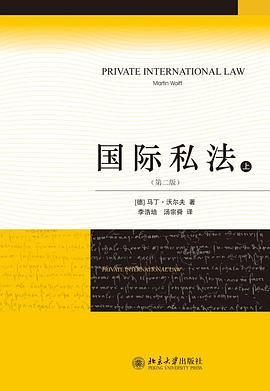 PRIVATE INTERNATIONAL LAW
Martin Wolff
国际私法 上
（第二版）
[德] 马丁·沃尔夫 著
李浩培 汤宗舜 译
PRIVATE INTERNATIONAL LAW
北京大学出版社
PEKING UNIVERSITY PRESS